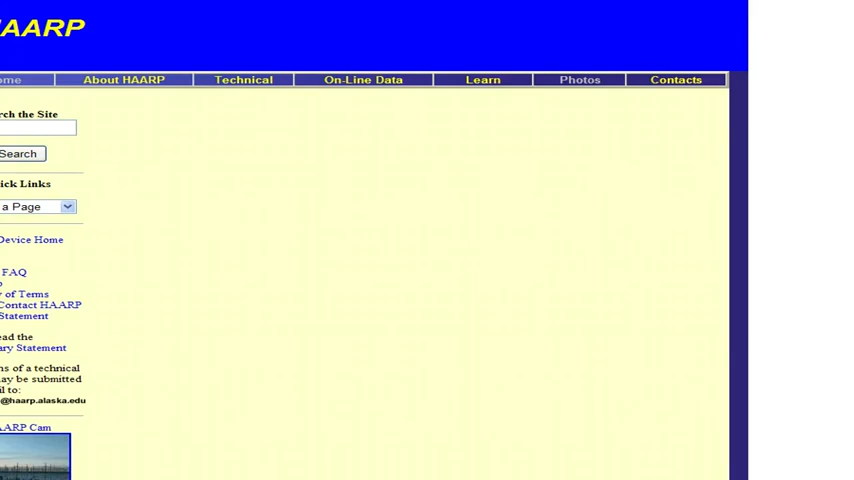 AARP
ome About HAARP Technical On-Line Data Learn Photos Contacts
rch the Site
Search
ick Links
a Page
Device Home
FAQ
of Terms
Contact HAARP
Statement
ead the
ary Statement
ns of a technical
ay be submitted
il to:
@haarp.alaska.edu
AARP Cam